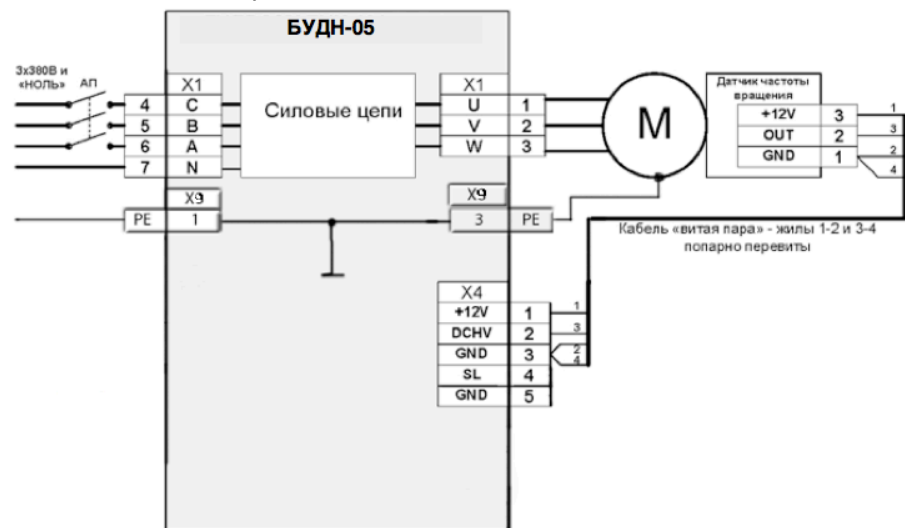 БУДН-05
3x380В и
«НОЛЬ» АП
X1
4 C
5 B
6 A
7 N
Силовые цепи
X1
U 1
V 2
W 3
M
Датчик частоты
вращения
+12V 3 1
OUT 2 3
GND 1 2
4
X9
PE 1
X9
3 PE
Кабель «витая пара» - жилы 1-2 и 3-4
попарно перевиты
X4
+12V 1 1
DCHV 2 3
GND 3 2
4
SL 4
GND 5